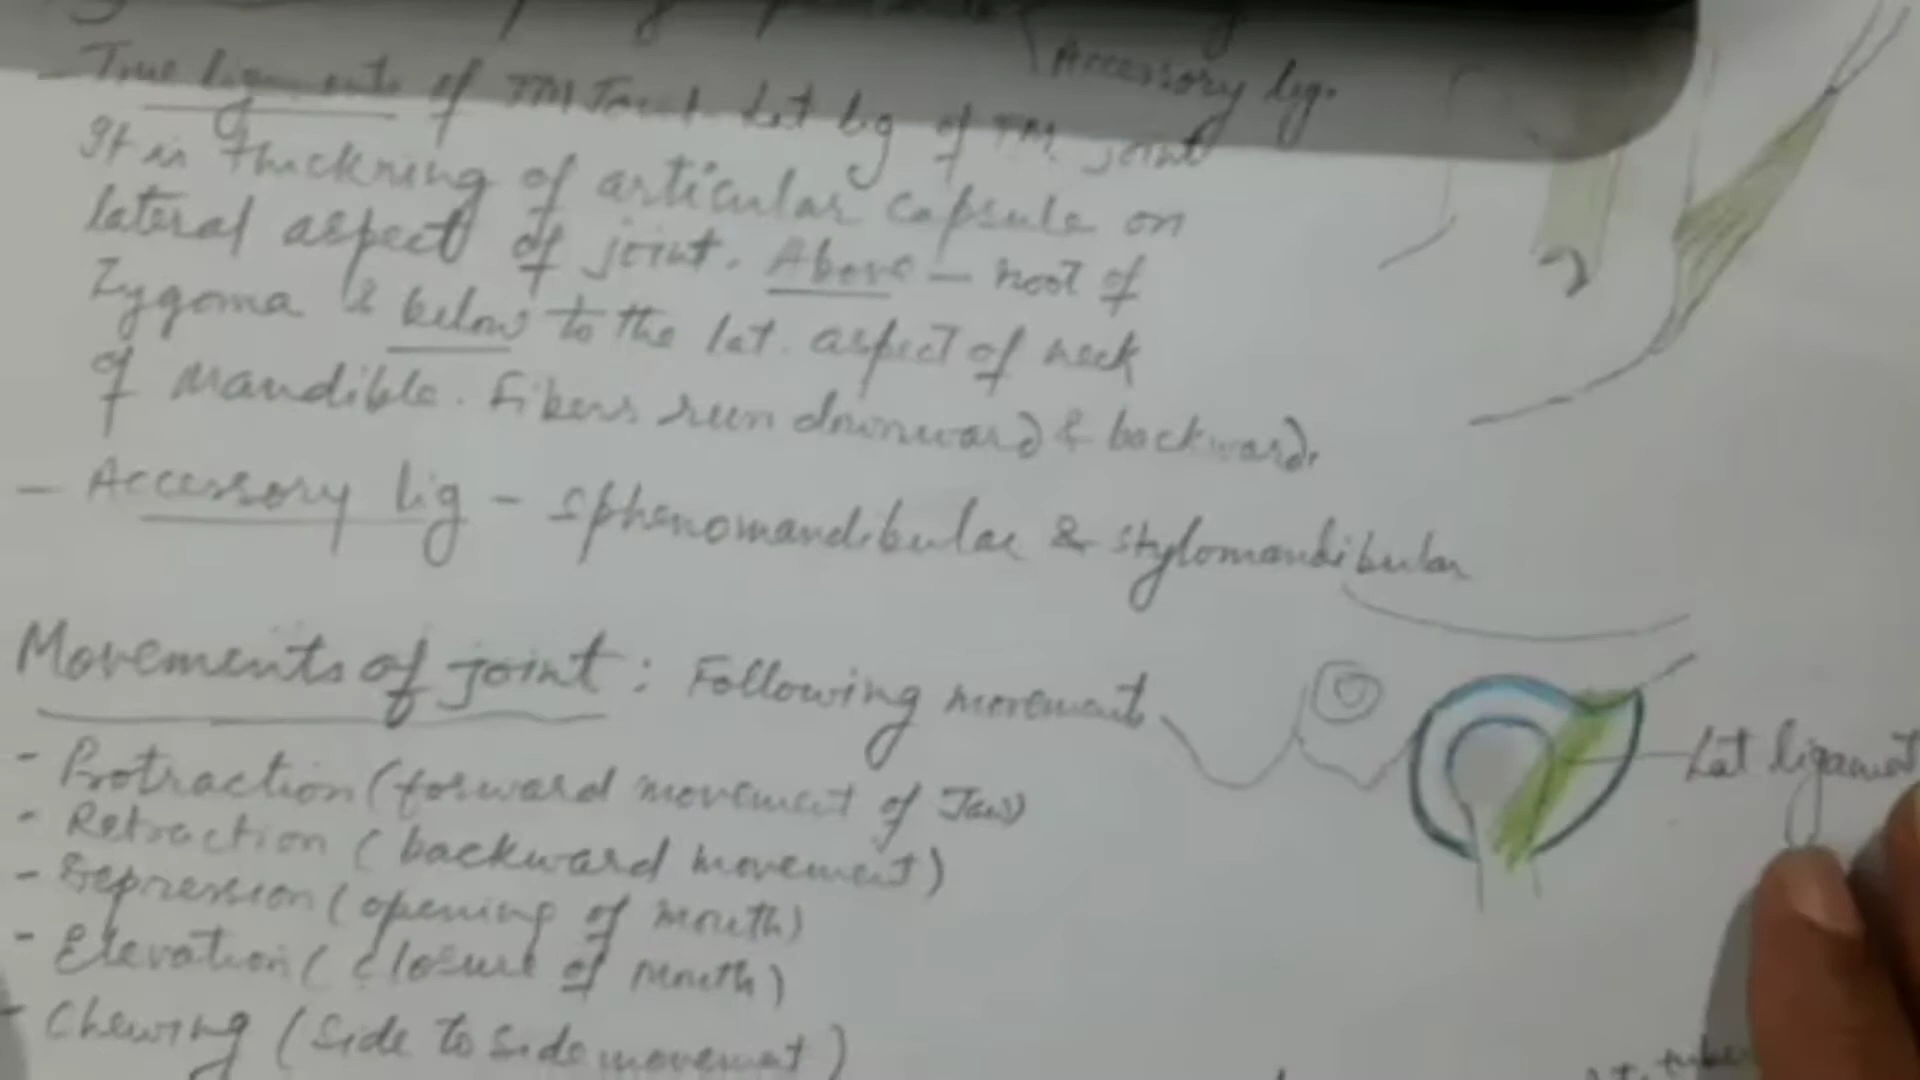 Accessory lig.
- True ligaments of TM Joint Lat lig of TM joint
It is thickning of articular capsule on
lateral aspect of joint. Above - root of
Zygoma & below to the lat. aspect of neck
of mandible. Fibers run downward & backward.
- Accessory lig - Sphenomandibular & stylomandibular
Movements of joint : Following movement
- Protraction (forward movement of Jaw)
- Retraction (backward movement)
- Depression (opening of mouth)
- Elevation (closure of mouth)
- Chewing (Side to side movement)
Lat ligament